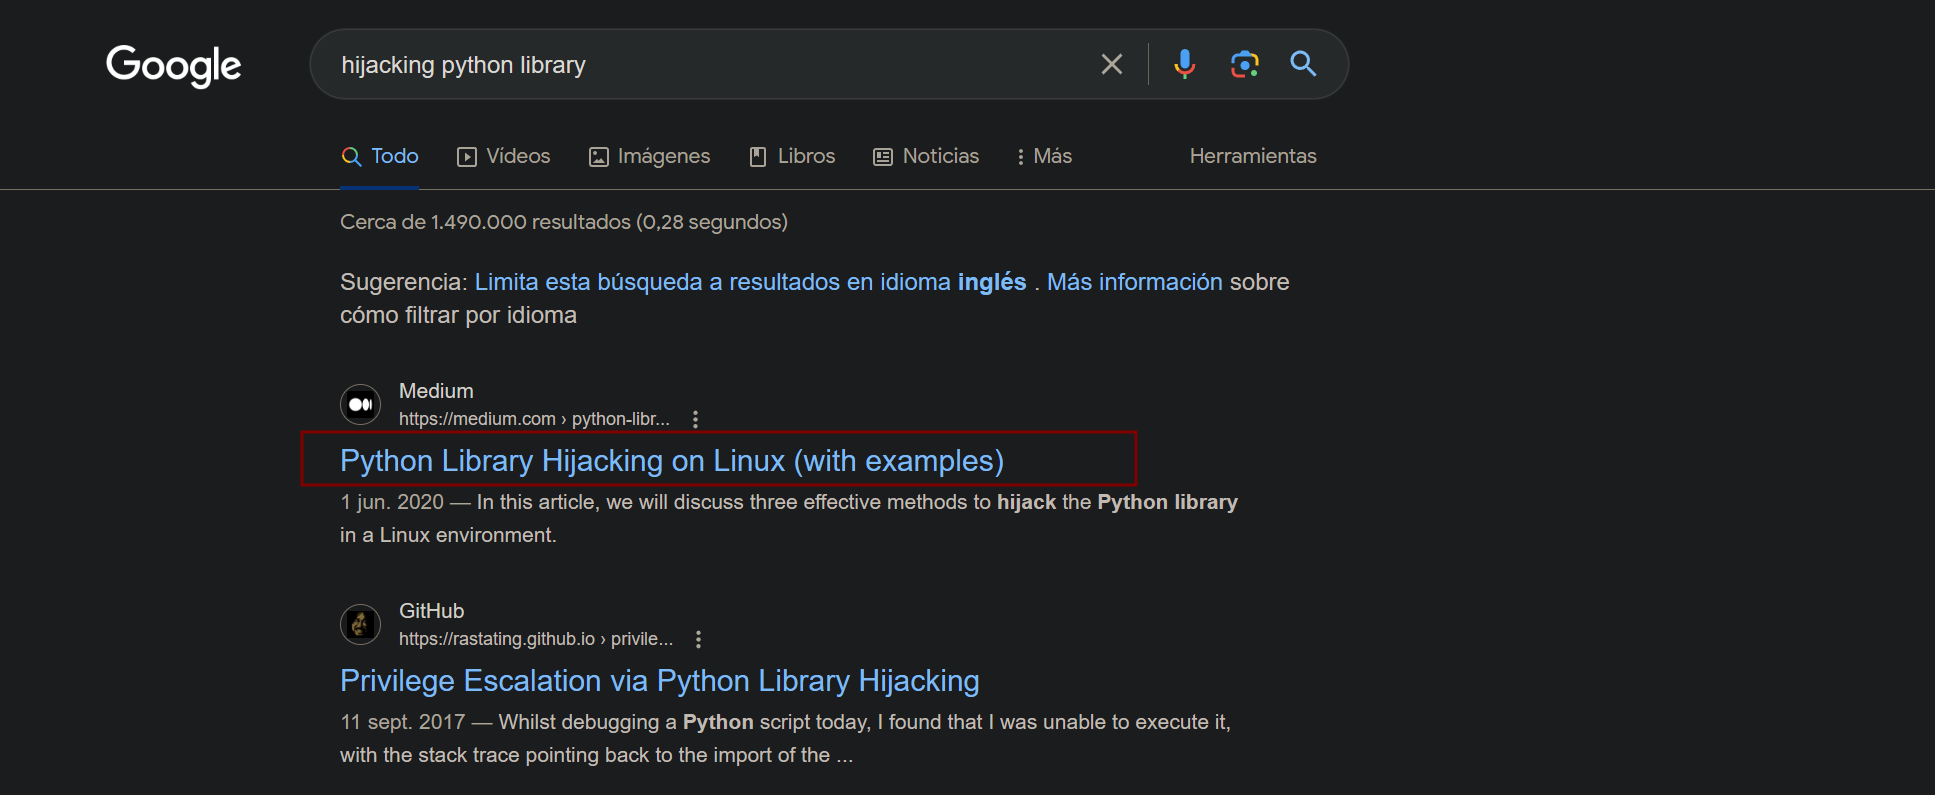 Google
hijacking python library
Todo Vídeos Imágenes Libros Noticias Más Herramientas
Cerca de 1.490.000 resultados (0,28 segundos)
Sugerencia: Limita esta búsqueda a resultados en idioma inglés . Más información sobre
cómo filtrar por idioma
Medium
https://medium.com › python-libr...
Python Library Hijacking on Linux (with examples)
1 jun. 2020 — In this article, we will discuss three effective methods to hijack the Python library
in a Linux environment.
GitHub
https://rastating.github.io › privile...
Privilege Escalation via Python Library Hijacking
11 sept. 2017 — Whilst debugging a Python script today, I found that I was unable to execute it,
with the stack trace pointing back to the import of the ...